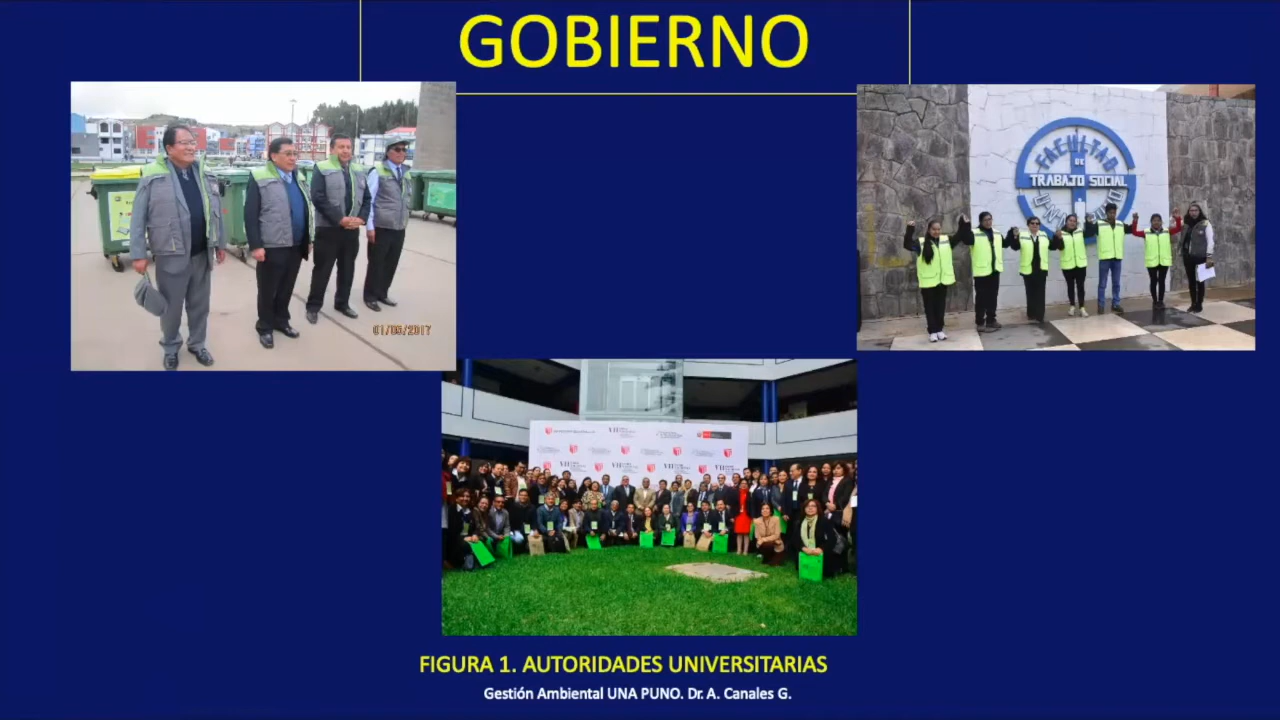 GOBIERNO
01/05/2017
FACULTAD
DE
TRABAJO SOCIAL
FIGURA 1. AUTORIDADES UNIVERSITARIAS
Gestión Ambiental UNA PUNO. Dr. A. Canales G.